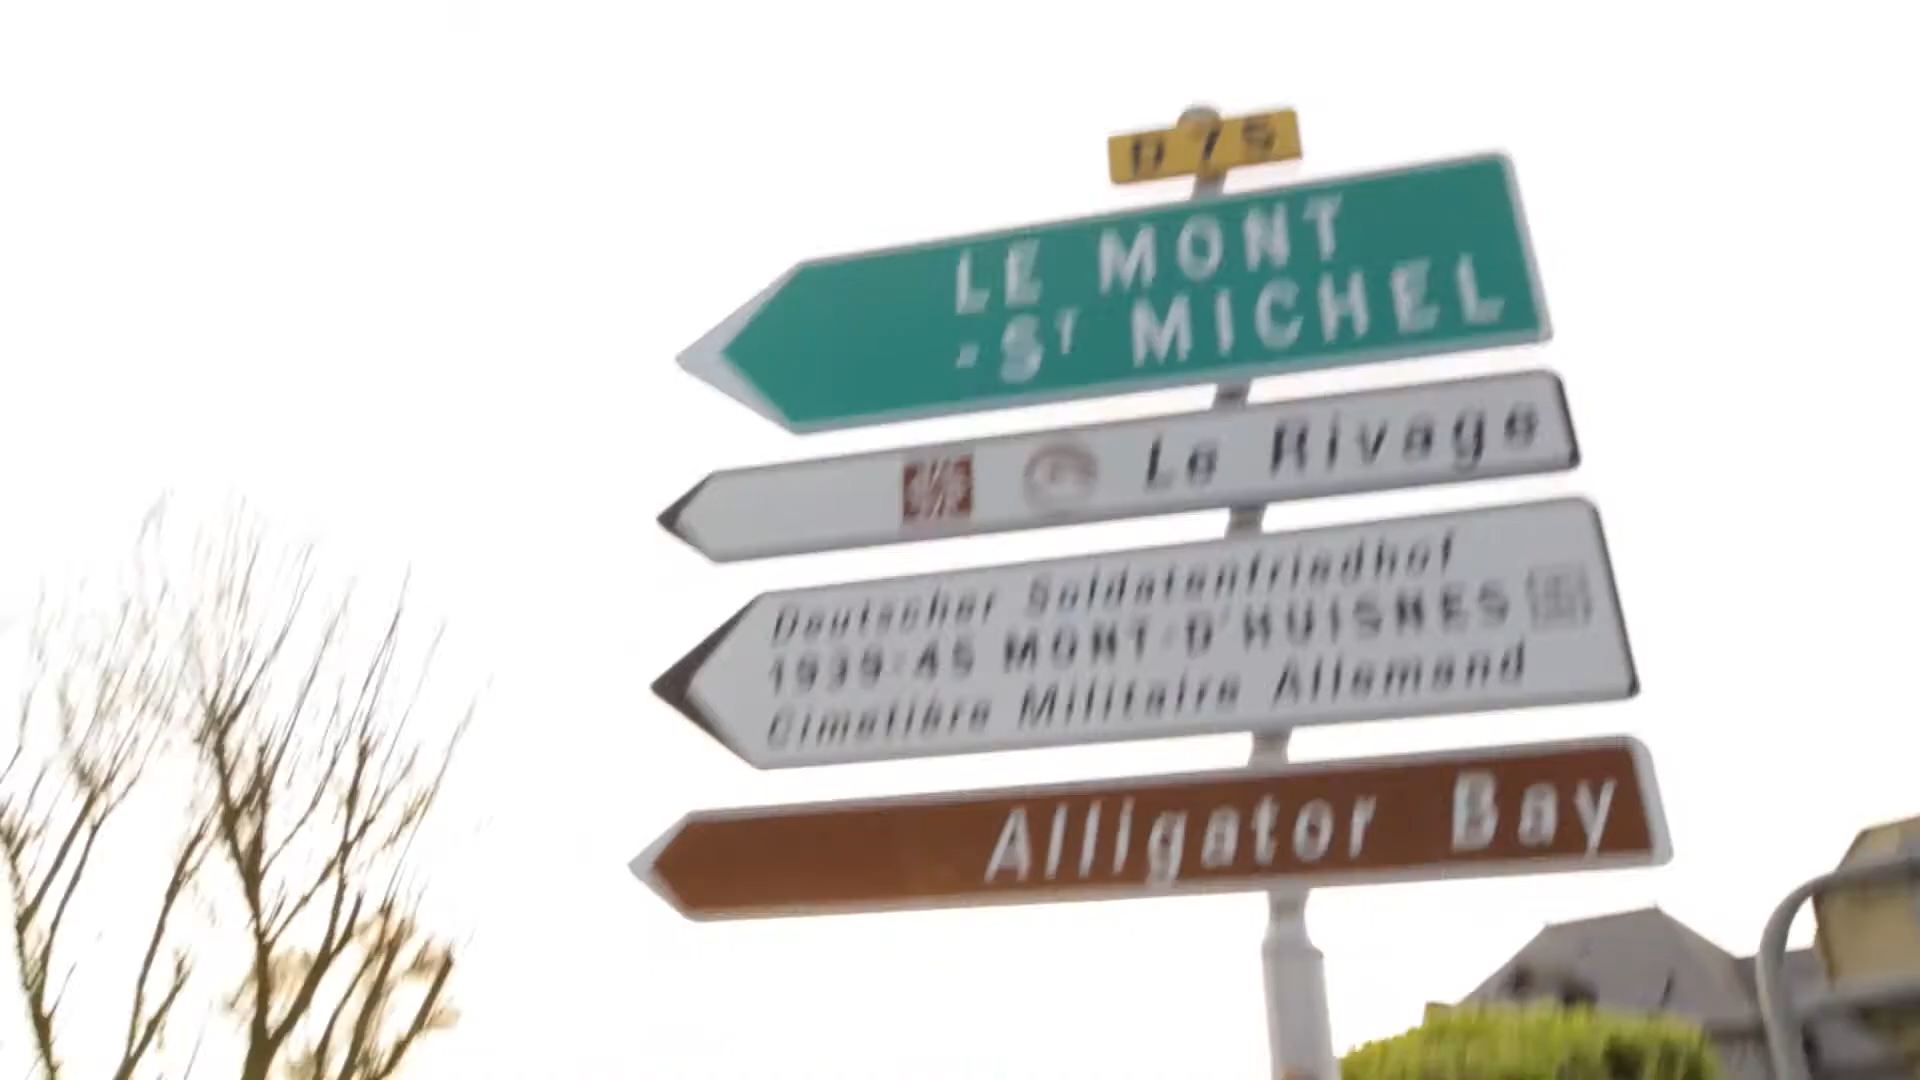 D 75
LE MONT
-ST MICHEL
Le Rivage
Deutscher Soldatenfriedhof
1939-45 MONT-D'HUISNES
Cimetière Militaire Allemand
Alligator Bay